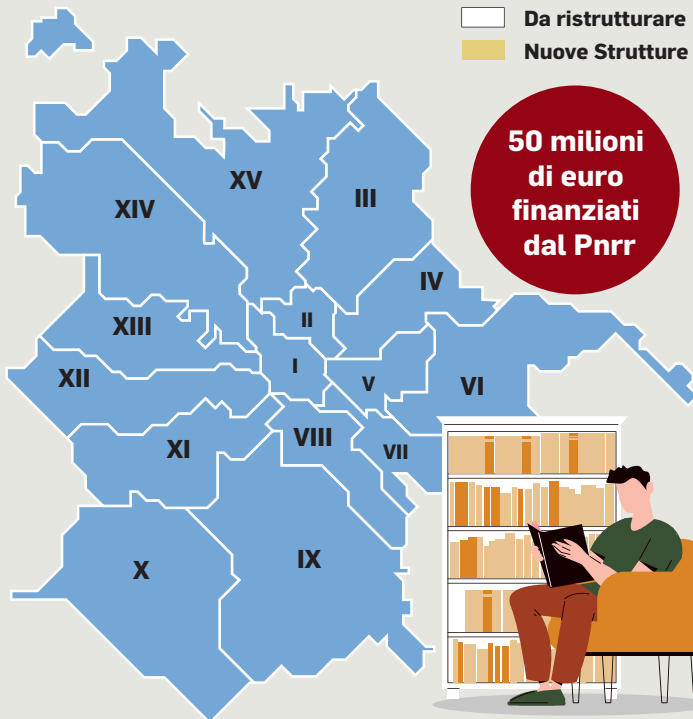 Da ristrutturare
Nuove Strutture
50 milioni
di euro
finanziati
dal Pnrr
XV
XIV
III
IV
II
XIII
I
XII
V
VI
XI
VIII
VII
X
IX